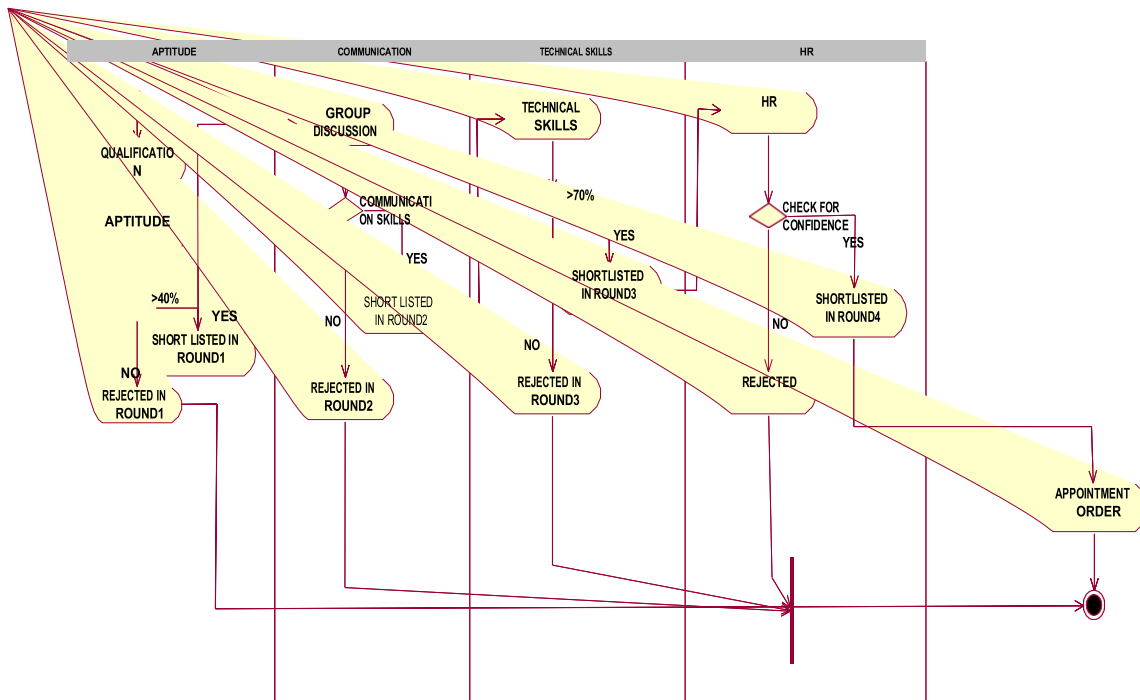 APTITUDE
COMMUNICATION
TECHNICAL SKILLS
HR
QUALIFICATIO
N
APTITUDE
>40%
YES
SHORT LISTED IN
ROUND1
NO
REJECTED IN
ROUND1
GROUP
DISCUSSION
COMMUNICATI
ON SKILLS
YES
SHORT LISTED
IN ROUND2
NO
REJECTED IN
ROUND2
TECHNICAL
SKILLS
>70%
YES
SHORTLISTED
IN ROUND3
NO
REJECTED IN
ROUND3
HR
CHECK FOR
CONFIDENCE
YES
SHORTLISTED
IN ROUND4
NO
REJECTED
APPOINTMENT
ORDER